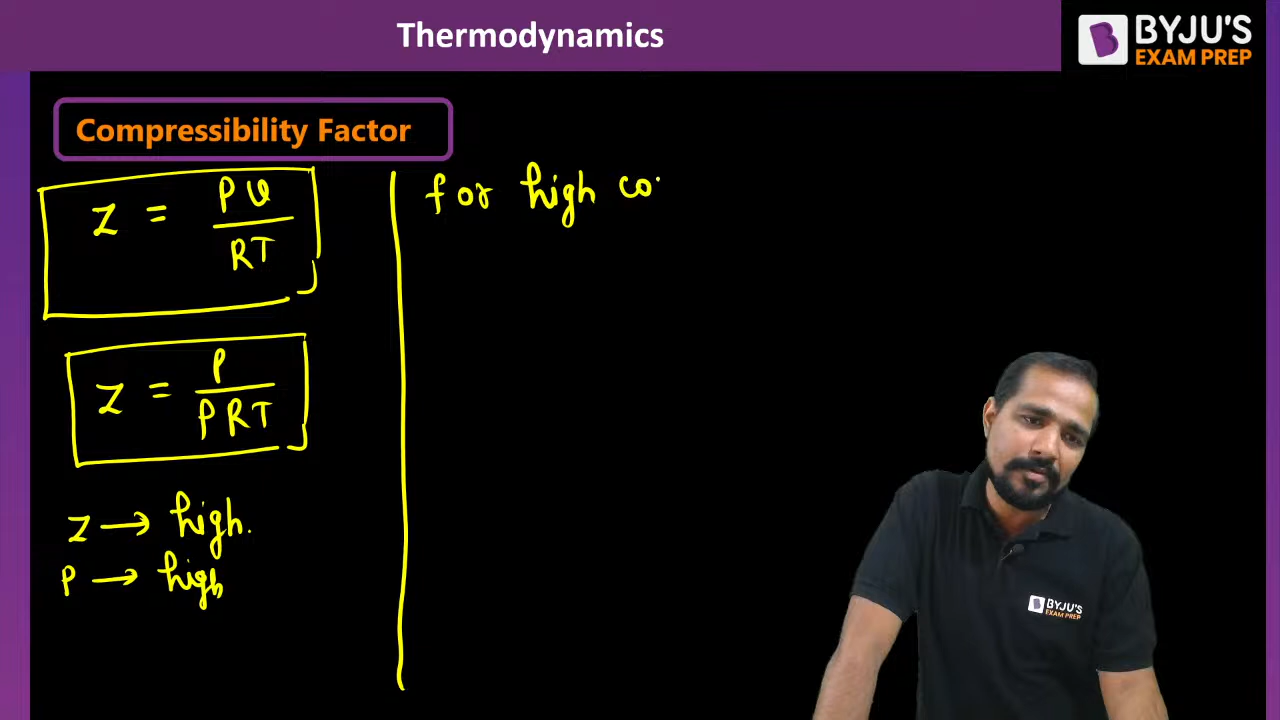 Thermodynamics
BYJU'S
EXAM PREP
Compressibility Factor
Z = Pv / RT
Z = P / ρRT
Z → high.
P → high
for high co
BYJU'S
EXAM PREP